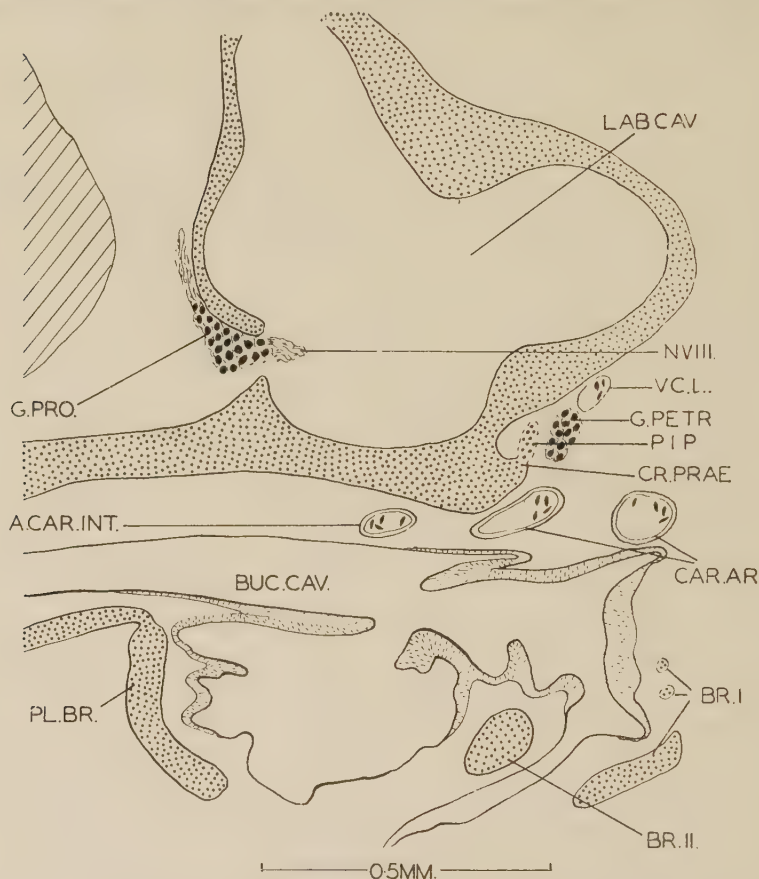 LAB CAV
N VIII.
V.C.L.
G.PRO.
G.PETR
P I P
CR.PRAE
A.CAR.INT.
CAR.AR
BUC.CAV.
BR.I
PL.BR.
BR.II.
0·5MM.